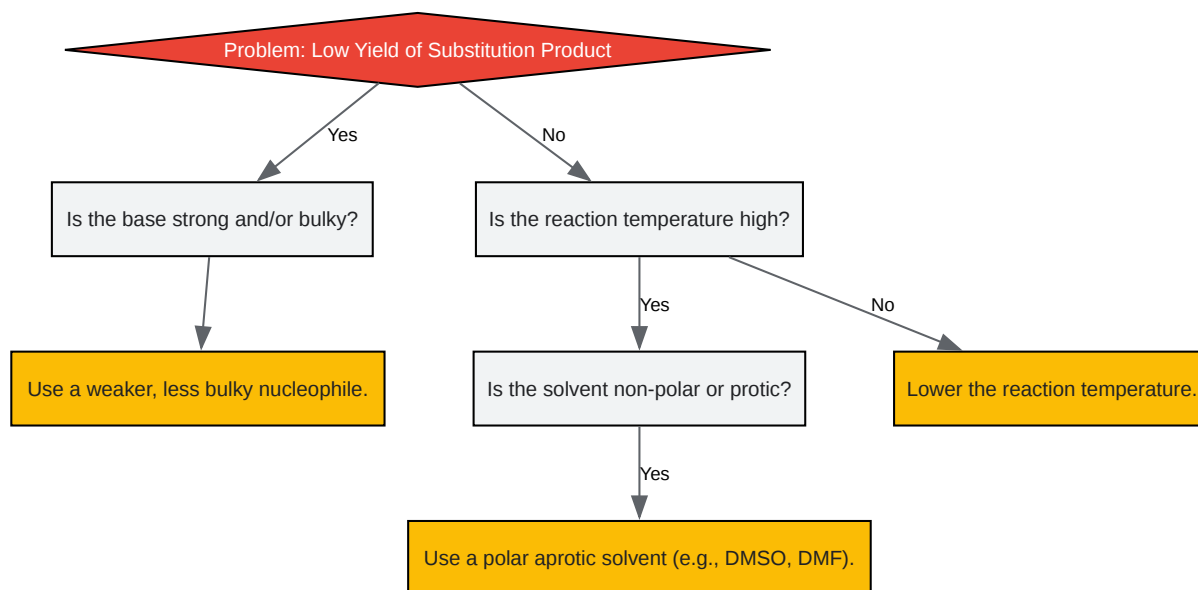 Problem: Low Yield of Substitution Product
Yes
No
Is the base strong and/or bulky?
Is the reaction temperature high?
Yes
No
Use a weaker, less bulky nucleophile.
Is the solvent non-polar or protic?
Lower the reaction temperature.
Yes
Use a polar aprotic solvent (e.g., DMSO, DMF).